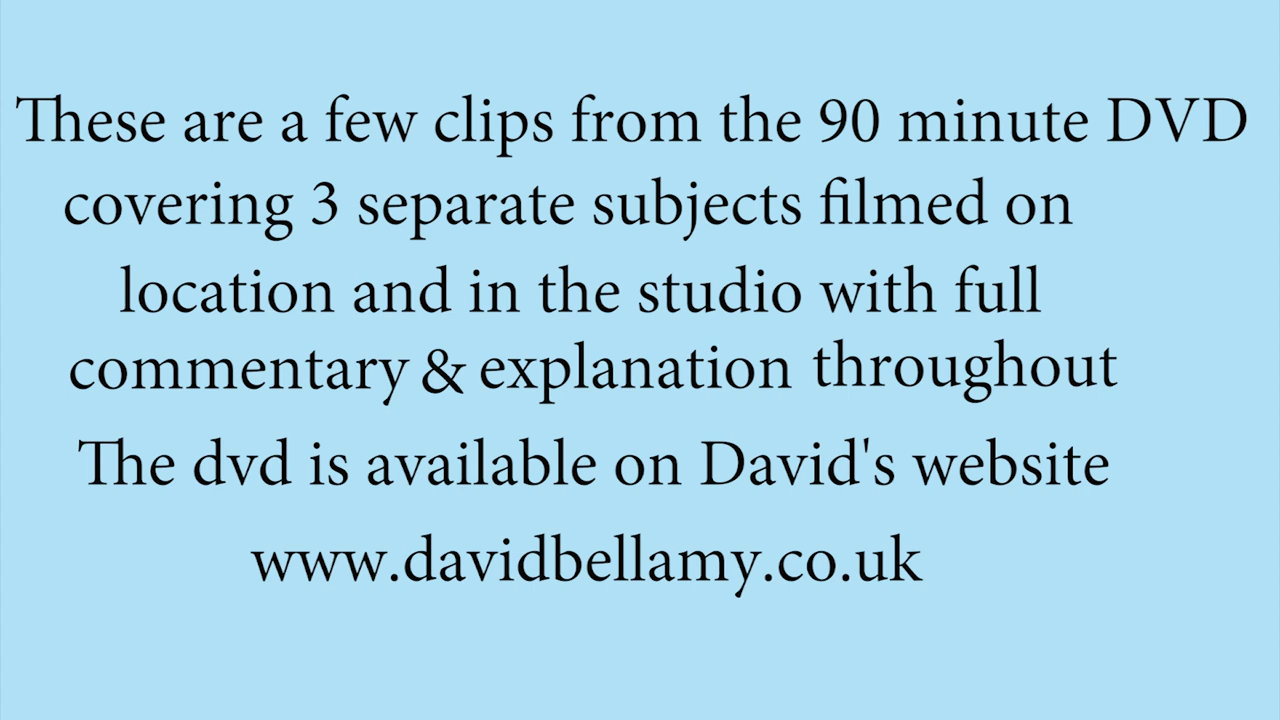 These are a few clips from the 90 minute DVD
covering 3 separate subjects filmed on
location and in the studio with full
commentary & explanation throughout
The dvd is available on David's website
www.davidbellamy.co.uk